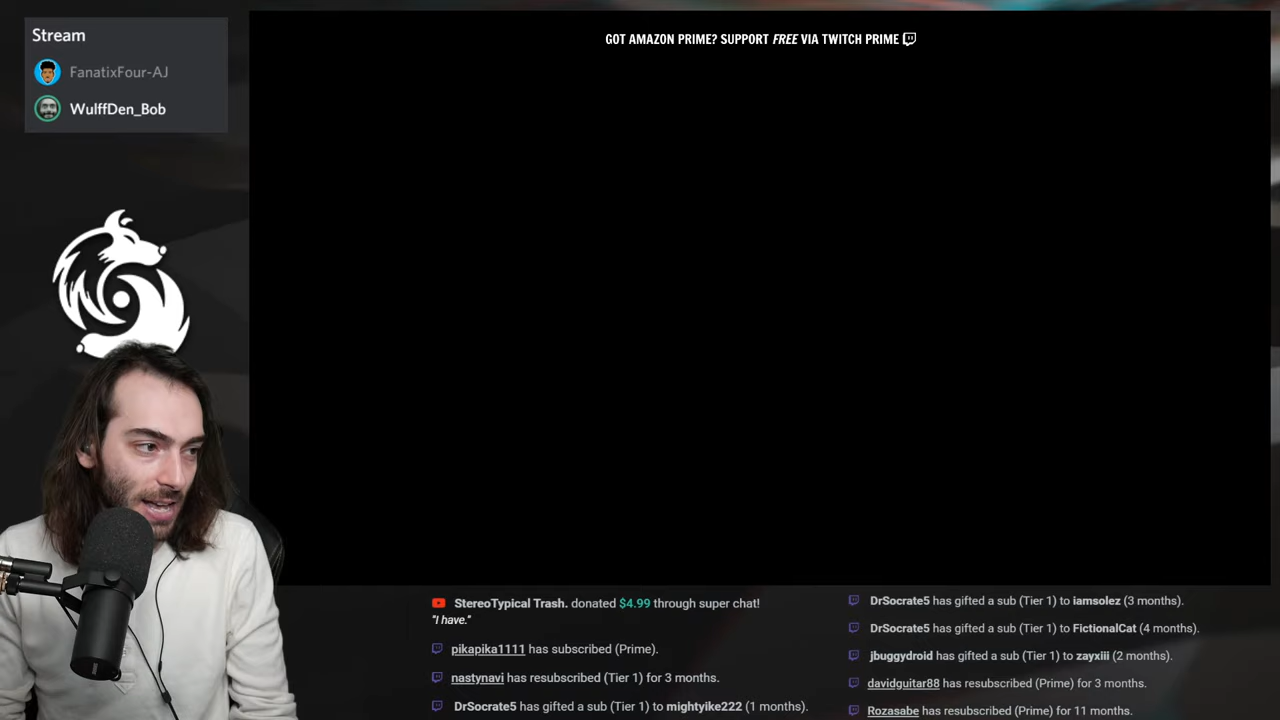 Stream
FanatixFour-AJ
WulffDen_Bob
GOT AMAZON PRIME? SUPPORT FREE VIA TWITCH PRIME
StereoTypical Trash. donated $4.99 through super chat!
"I have."
pikapika1111 has subscribed (Prime).
nastynavi has resubscribed (Tier 1) for 3 months.
DrSocrate5 has gifted a sub (Tier 1) to mightyike222 (1 months).
DrSocrate5 has gifted a sub (Tier 1) to iamsolez (3 months).
DrSocrate5 has gifted a sub (Tier 1) to FictionalCat (4 months).
jbuggydroid has gifted a sub (Tier 1) to zayxiii (2 months).
davidguitar88 has resubscribed (Prime) for 3 months.
Rozasabe has resubscribed (Prime) for 11 months.